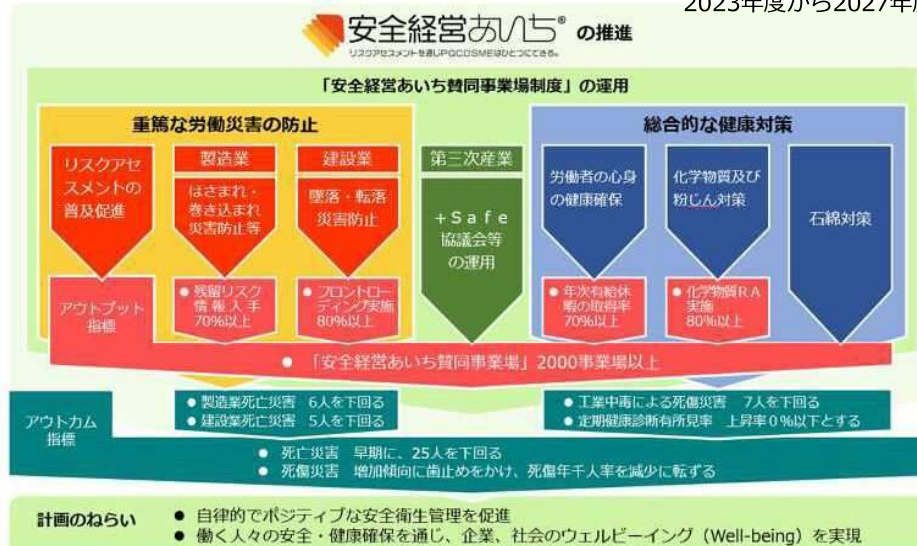 2023年度から2027年度
安全経営あいち® の推進
リスクアセスメントを通じPQCDSMEはひとつにできる。
「安全経営あいち賛同事業場制度」の運用
重篤な労働災害の防止
総合的な健康対策
リスクアセ
スメントの
普及促進
製造業
はさまれ・
巻き込まれ
災害防止等
建設業
墜落・転落
災害防止
第三次産業
+Safe
協議会等
の運用
労働者の心身
の健康確保
化学物質及び
粉じん対策
石綿対策
アウトプット
指標
● 残留リスク
情報入手
70%以上
● フロントロー
ディング実施
80%以上
● 年次有給休
暇の取得率
70%以上
● 化学物質RA
実施
80%以上
● 「安全経営あいち賛同事業場」2000事業場以上
アウトカム
指標
● 製造業死亡災害 6人を下回る
● 建設業死亡災害 5人を下回る
● 工業中毒による死傷災害 7人を下回る
● 定期健康診断有所見率 上昇率0%以下とする
● 死亡災害 早期に、25人を下回る
● 死傷災害 増加傾向に歯止めをかけ、死傷年千人率を減少に転ずる
計画のねらい
● 自律的でポジティブな安全衛生管理を促進
● 働く人々の安全・健康確保を通じ、企業、社会のウェルビーイング（Well-being）を実現